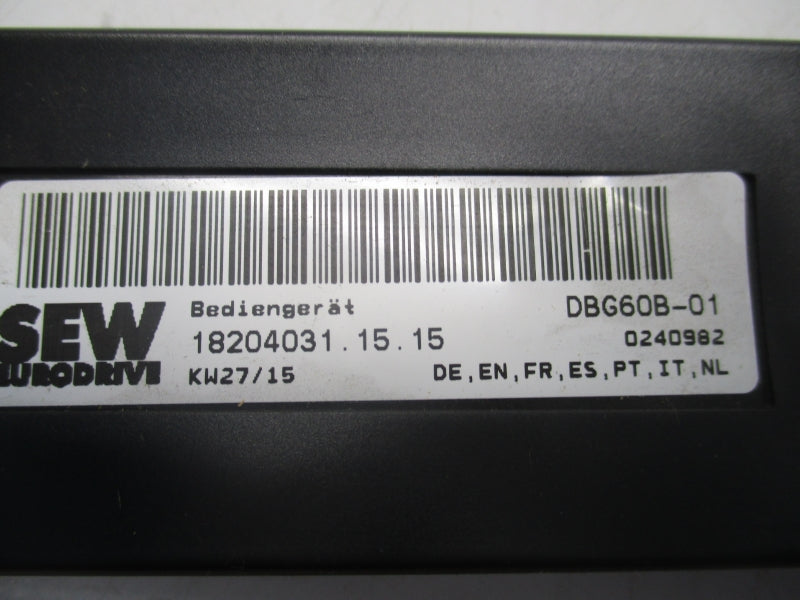 SEW
EURODRIVE
Bediengerät
DBG60B-01
18204031.15.15
0240982
KW27/15
DE,EN,FR,ES,PT,IT,NL